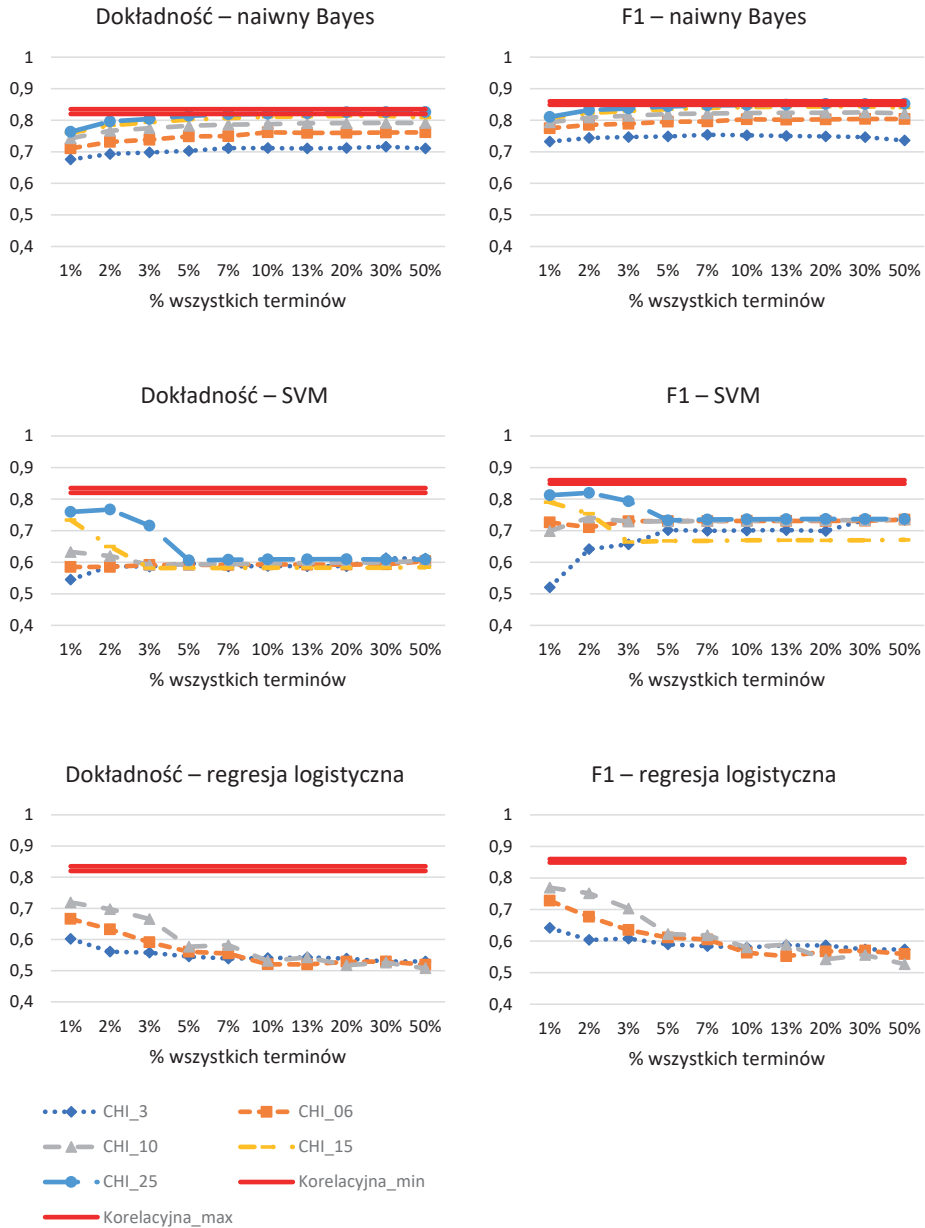 Dokładność – naiwny Bayes
1
0,9
0,8
0,7
0,6
0,5
0,4
1% 2% 3% 5% 7% 10% 13% 20% 30% 50%
% wszystkich terminów
F1 – naiwny Bayes
1
0,9
0,8
0,7
0,6
0,5
0,4
1% 2% 3% 5% 7% 10% 13% 20% 30% 50%
% wszystkich terminów
Dokładność – SVM
1
0,9
0,8
0,7
0,6
0,5
0,4
1% 2% 3% 5% 7% 10% 13% 20% 30% 50%
% wszystkich terminów
F1 – SVM
1
0,9
0,8
0,7
0,6
0,5
0,4
1% 2% 3% 5% 7% 10% 13% 20% 30% 50%
% wszystkich terminów
Dokładność – regresja logistyczna
1
0,9
0,8
0,7
0,6
0,5
0,4
1% 2% 3% 5% 7% 10% 13% 20% 30% 50%
% wszystkich terminów
F1 – regresja logistyczna
1
0,9
0,8
0,7
0,6
0,5
0,4
1% 2% 3% 5% 7% 10% 13% 20% 30% 50%
% wszystkich terminów
CHI_3 CHI_06
CHI_10 CHI_15
CHI_25 Korelacyjna_min
Korelacyjna_max